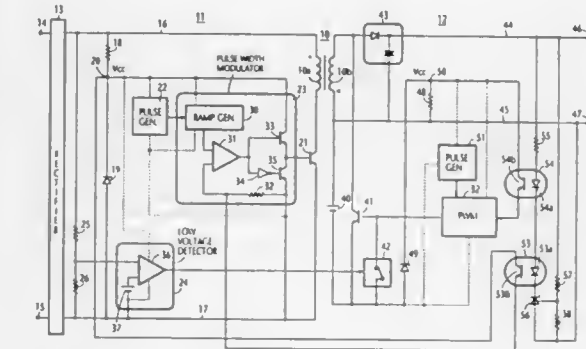 13
11
12
14
16
10
43
44
46
18
PULSE WIDTH
MODULATOR
20
Vcc
22
23
10a
10b
Vcc
50
PULSE
GEN.
RAMP GEN.
30
33
48
45
47
31
21
51
55
PULSE
GEN
54b
54
RECTIFIER
19
35
34
32
40
41
52
PWM
54a
25
LOW
VOLTAGE
DETECTOR
42
53
53a
36
49
57
26
24
53b
56
58
15
37
17